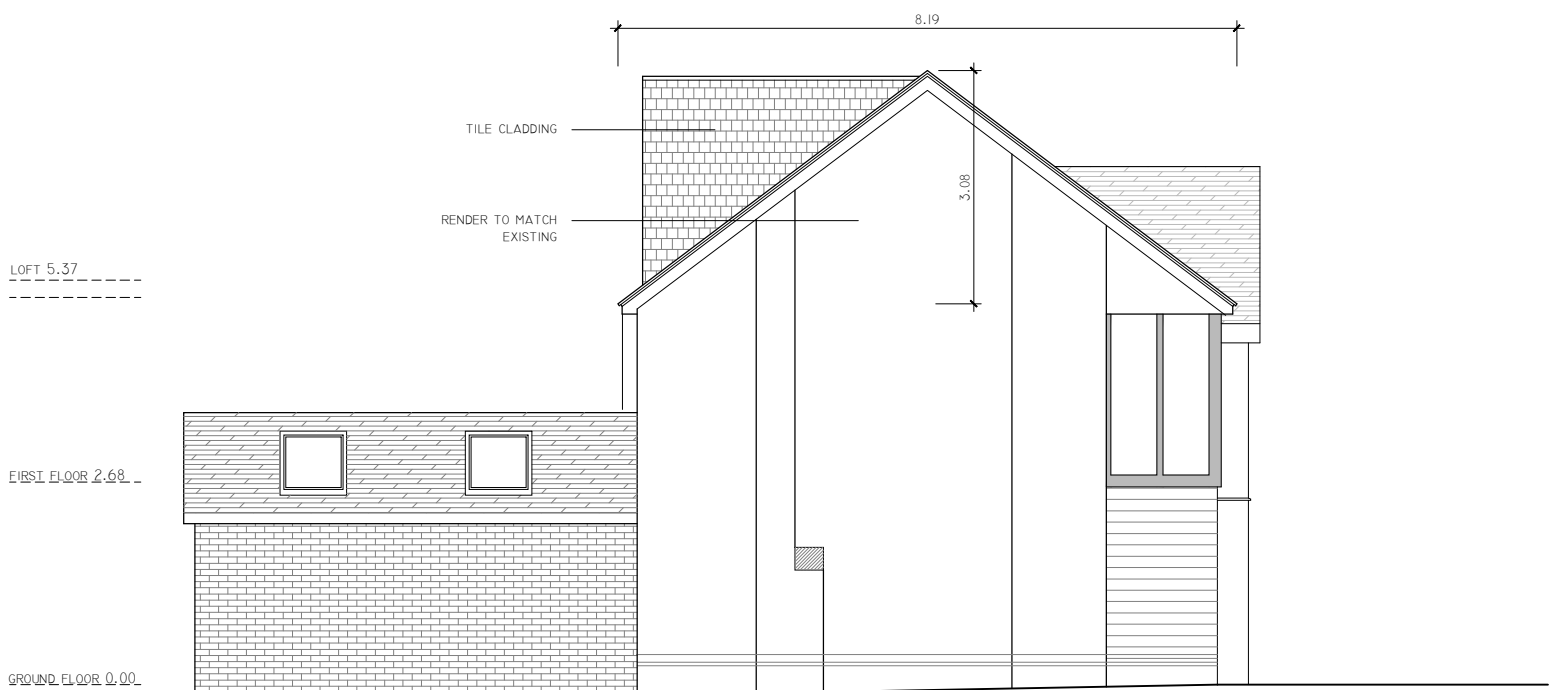 8.19
TILE CLADDING
3.08
RENDER TO MATCH
EXISTING
LOFT 5.37
FIRST FLOOR 2.68
GROUND FLOOR 0.00